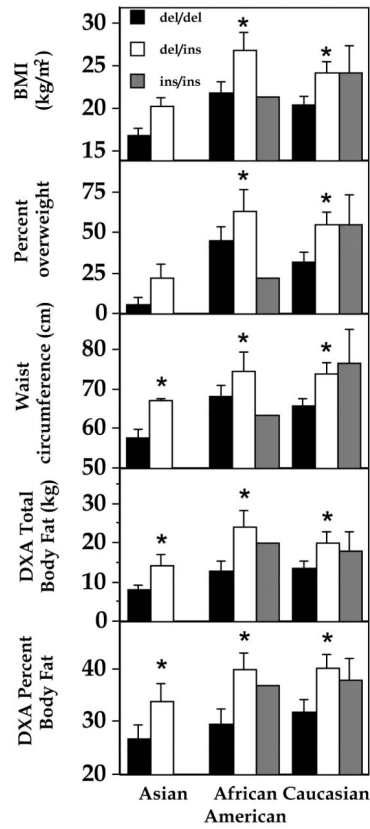 BMI
(kg/m²)
30
25
20
15
del/del
del/ins
ins/ins
*
*
Percent
overweight
75
50
25
0
*
*
Waist
circumference (cm)
80
70
60
50
*
*
*
DXA Total
Body Fat (kg)
30
20
10
0
*
*
*
DXA Percent
Body Fat
40
30
20
*
*
*
Asian African Caucasian
American